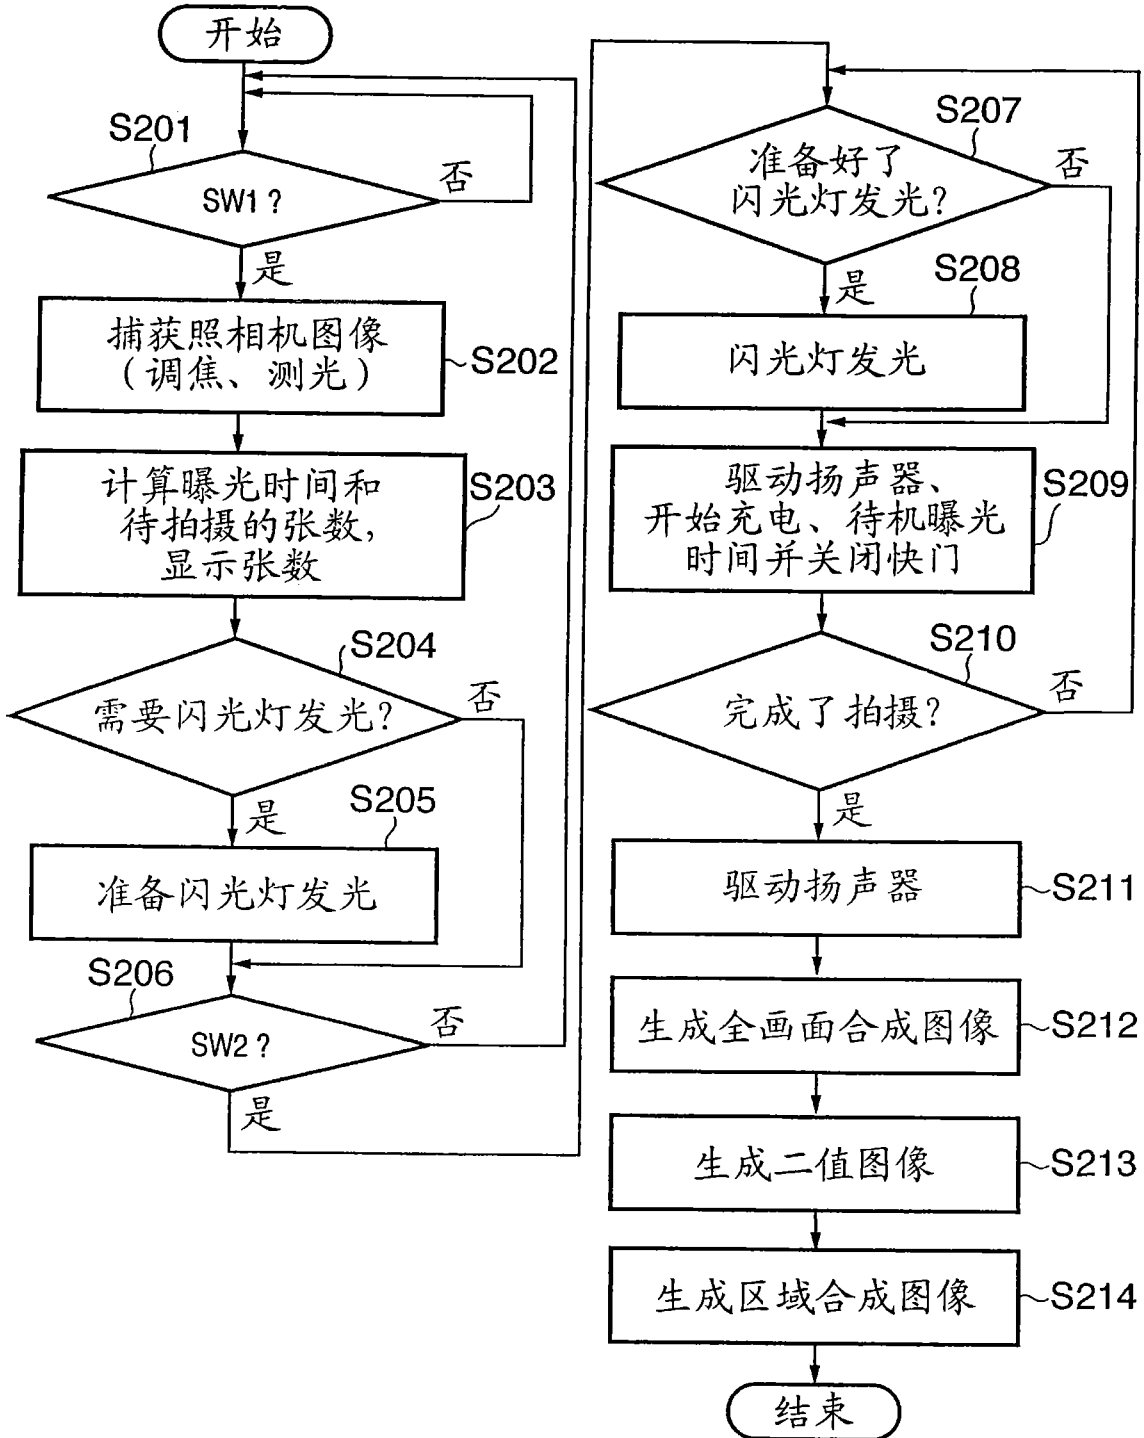 开始
S201
SW1？
否
是
捕获照相机图像
（调焦、测光）
S202
计算曝光时间和
待拍摄的张数，
显示张数
S203
S204
需要闪光灯发光？
否
是
S205
准备闪光灯发光
S206
SW2？
否
是
S207
准备好了
闪光灯发光？
否
是
S208
闪光灯发光
驱动扬声器、
开始充电、待机曝光
时间并关闭快门
S209
S210
完成了拍摄？
否
是
驱动扬声器
S211
生成全画面合成图像
S212
生成二值图像
S213
生成区域合成图像
S214
结束